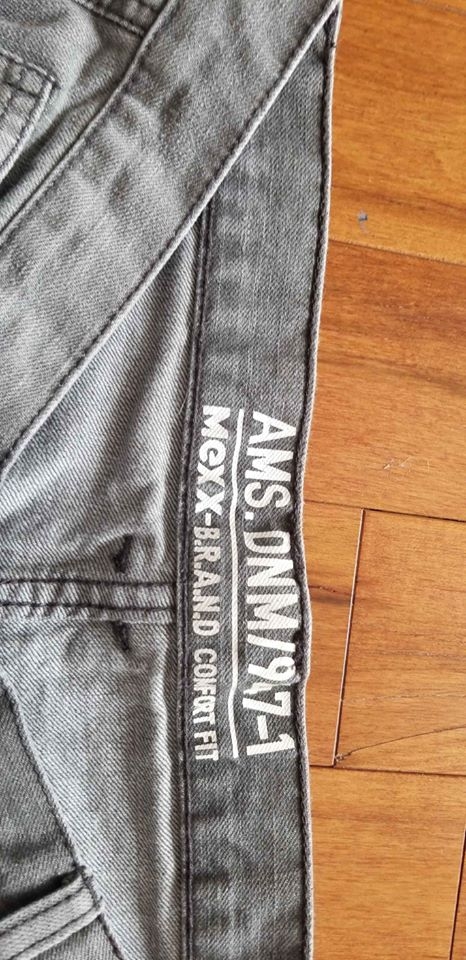 AMS. DNM/97-1
MeXX-B.R.A.N.D COMFORT FIT